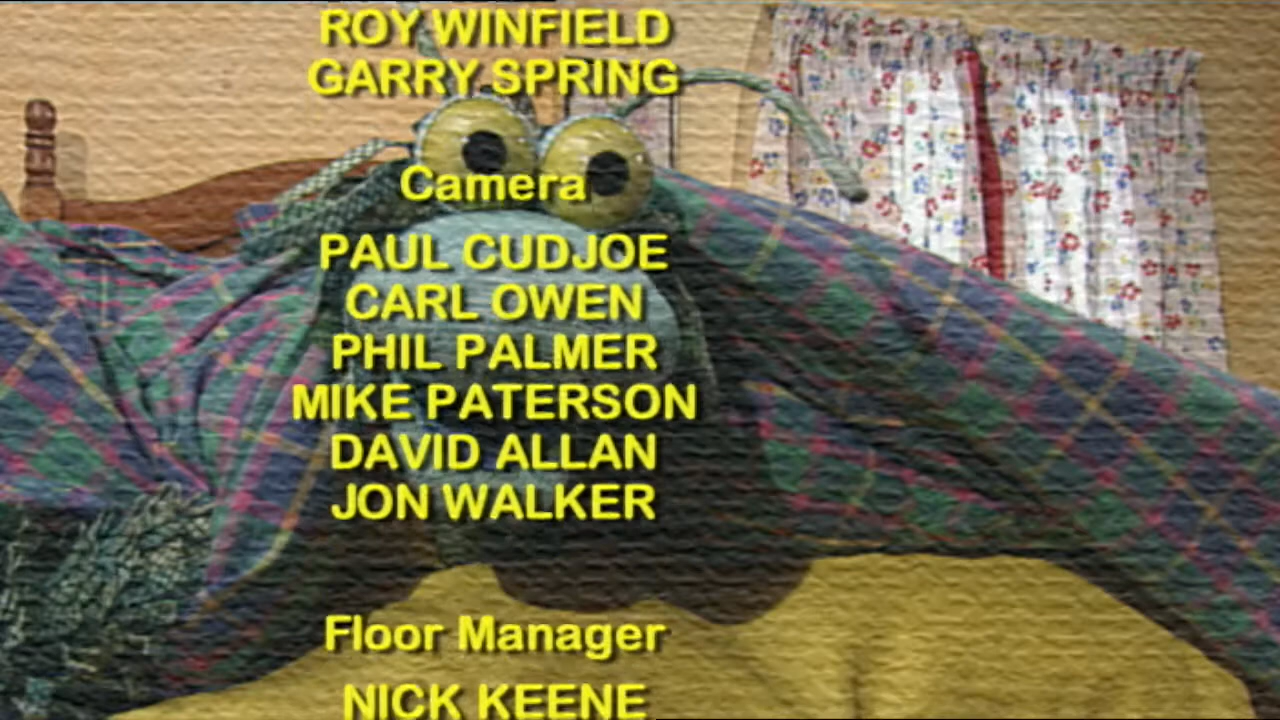 ROY WINFIELD
GARRY SPRING
Camera
PAUL CUDJOE
CARL OWEN
PHIL PALMER
MIKE PATERSON
DAVID ALLAN
JON WALKER
Floor Manager
NICK KEENE